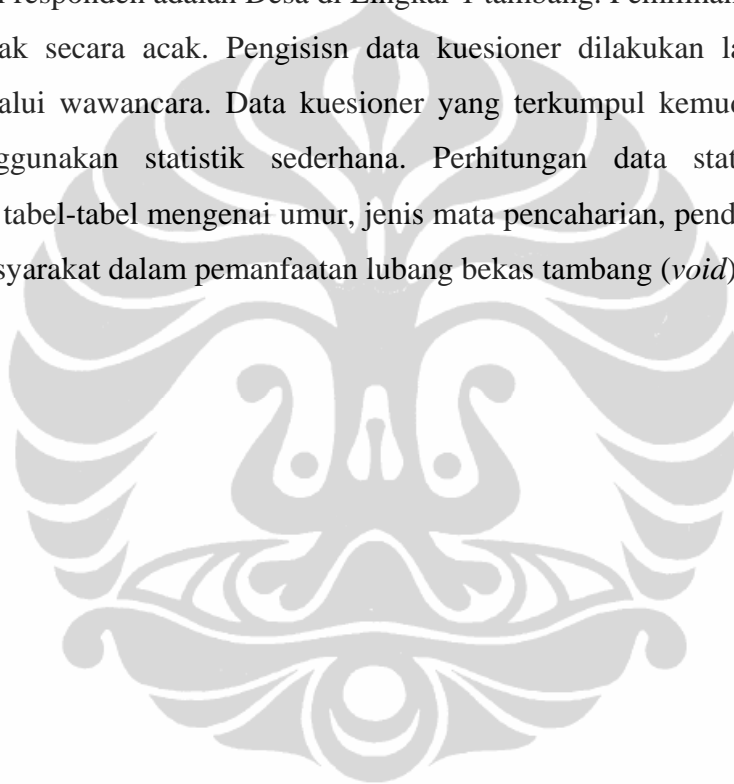 responden adalah Desa di Lingkar 1 tambang.
ak secara acak. Pengisisn data kuesioner dilakukan la
alui wawancara. Data kuesioner yang terkumpul kemud
ggunakan statistik sederhana. Perhitungan data stat
tabel-tabel mengenai umur, jenis mata pencaharian, pend
syarakat dalam pemanfaatan lubang bekas tambang (void)